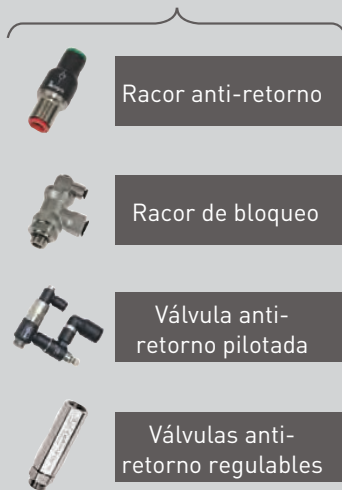 Racor anti-retorno
Racor de bloqueo
Válvula anti-
retorno pilotada
Válvulas anti-
retorno regulables